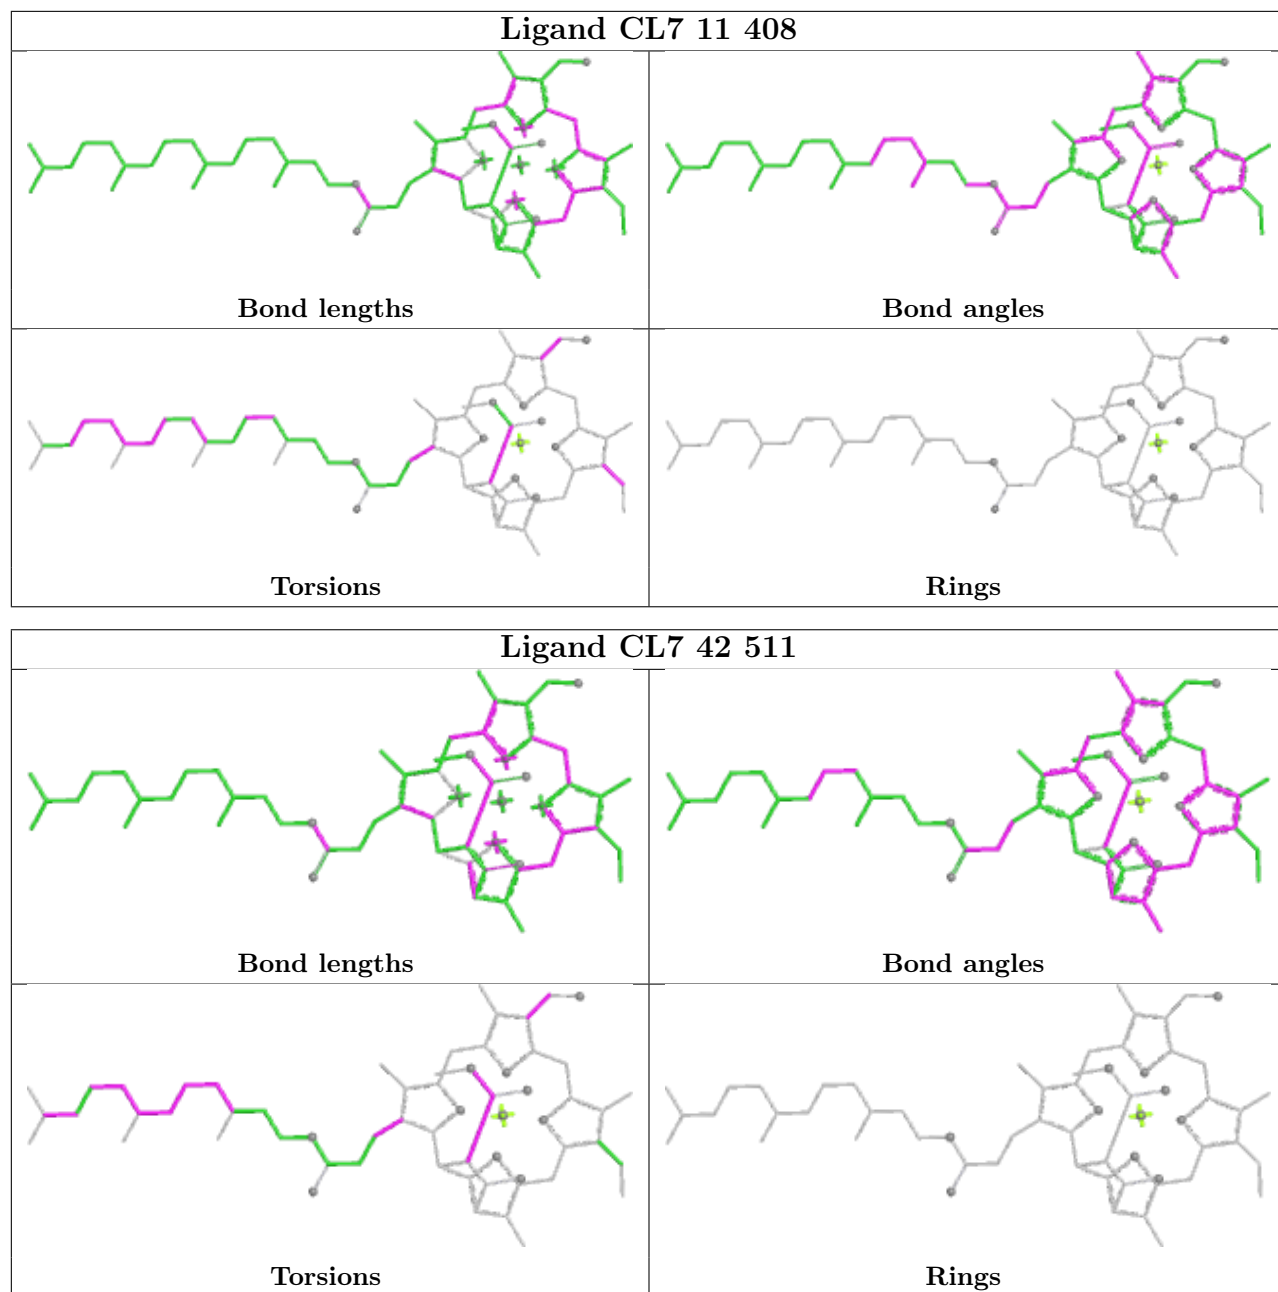 Ligand CL7 11 408
Bond lengths
Bond angles
Torsions
Rings
Ligand CL7 42 511
Bond lengths
Bond angles
Torsions
Rings